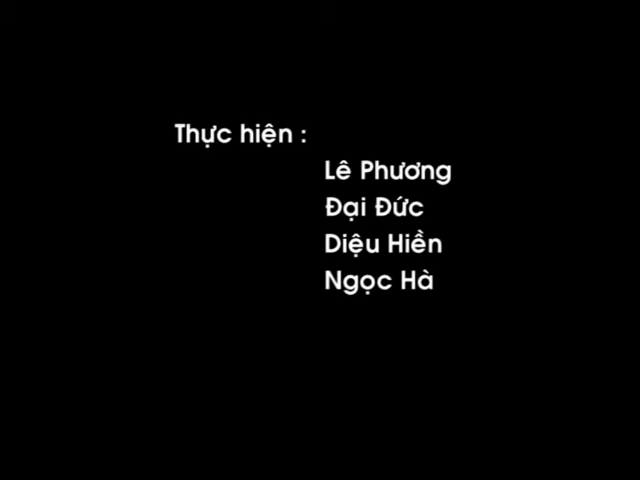 Thực hiện :
Lê Phương
Đại Đức
Diệu Hiền
Ngọc Hà